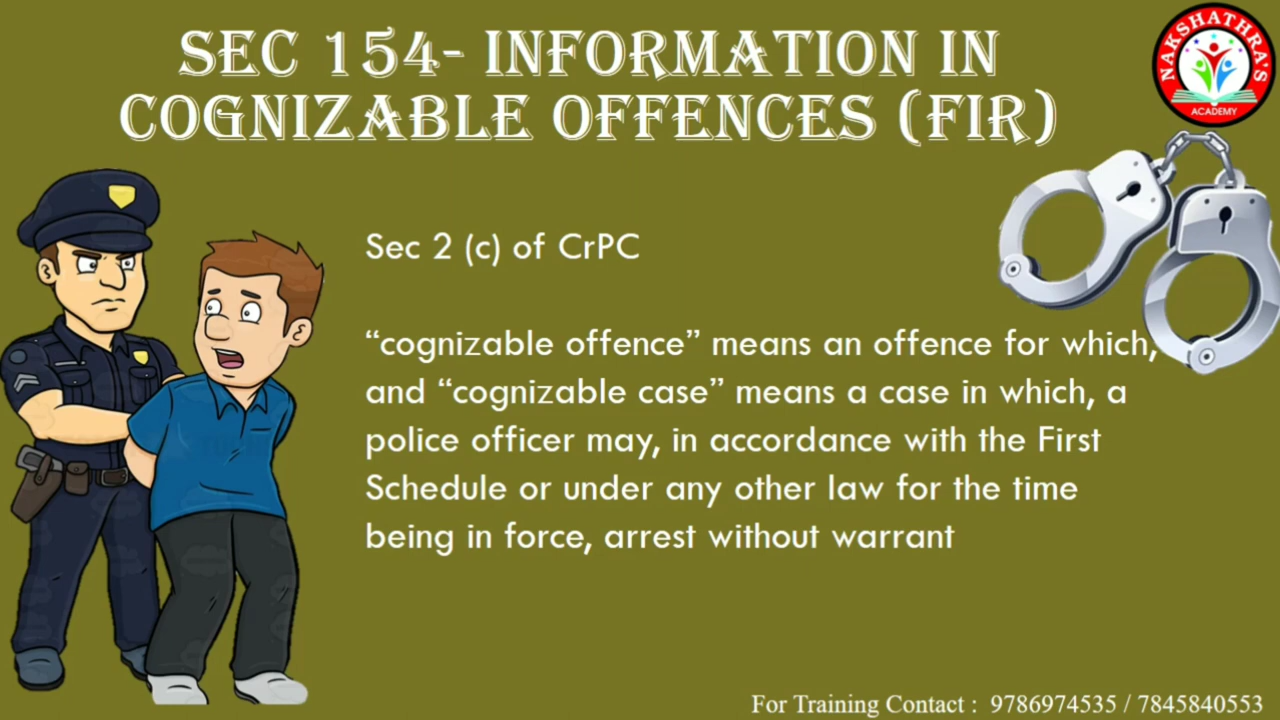 SEC 154- INFORMATION IN
COGNIZABLE OFFENCES (FIR)
NAKSHATHRA'S
ACADEMY
Sec 2 (c) of CrPC
“cognizable offence” means an offence for which,
and “cognizable case” means a case in which, a
police officer may, in accordance with the First
Schedule or under any other law for the time
being in force, arrest without warrant
For Training Contact : 9786974535 / 7845840553